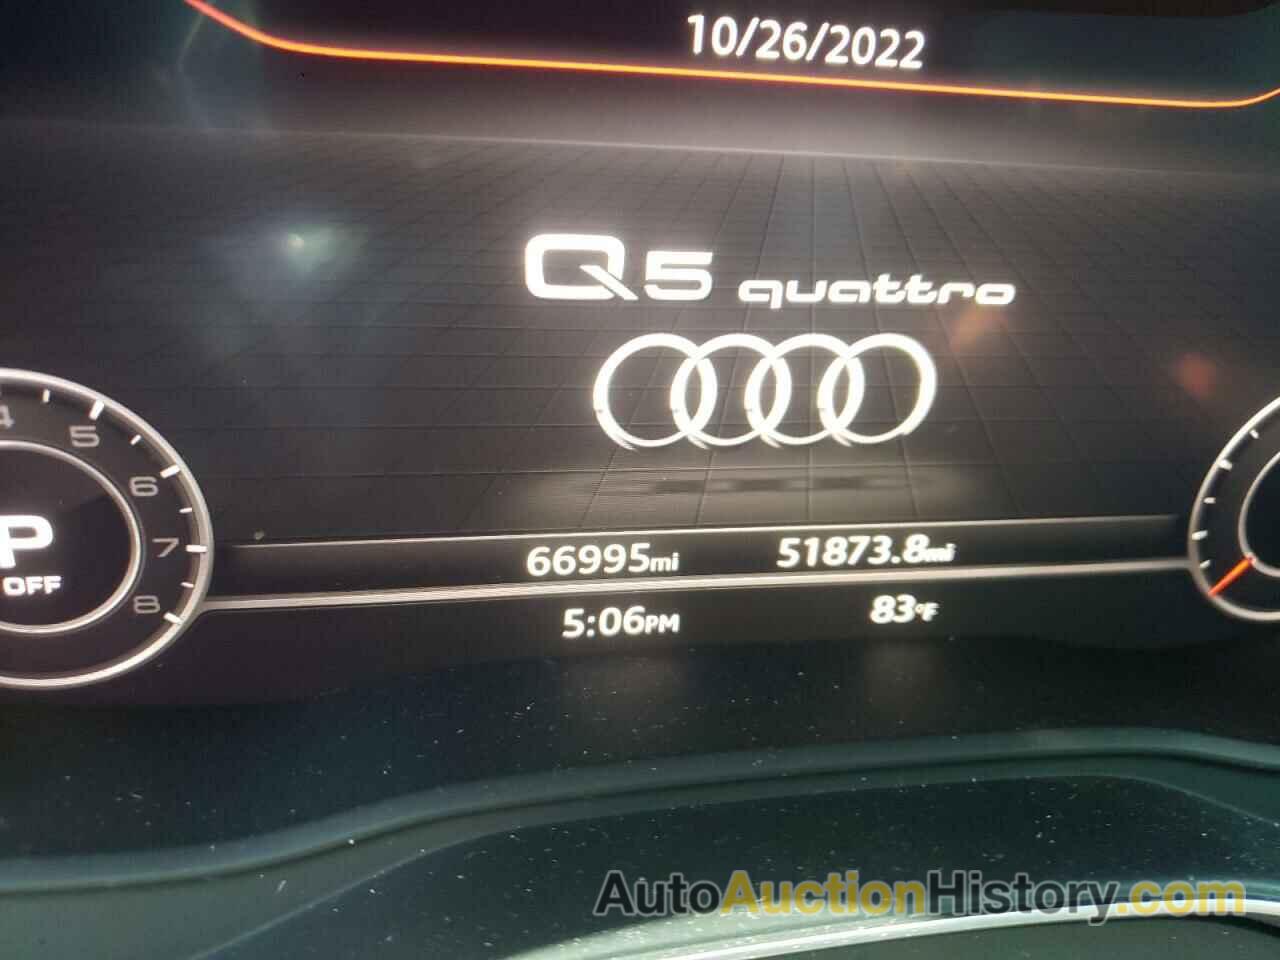 10/26/2022
Q5 quattro
4
5
6
7
8
P
OFF
66995mi 51873.8mi
5:06PM 83°F
AutoAuctionHistory.com